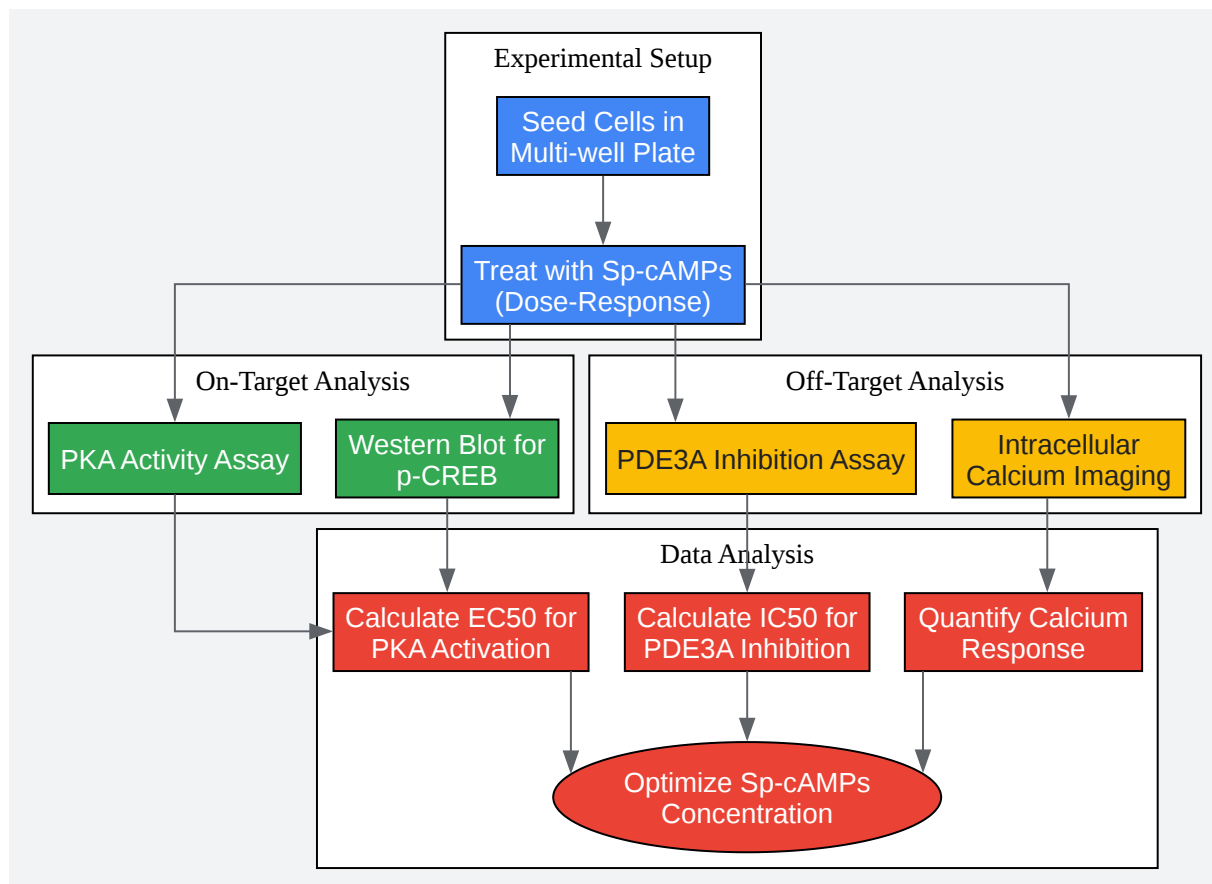 Experimental Setup
Seed Cells in
Multi-well Plate
Treat with Sp-cAMPs
(Dose-Response)
On-Target Analysis
PKA Activity Assay
Western Blot for
p-CREB
Off-Target Analysis
PDE3A Inhibition Assay
Intracellular
Calcium Imaging
Data Analysis
Calculate EC50 for
PKA Activation
Calculate IC50 for
PDE3A Inhibition
Quantify Calcium
Response
Optimize Sp-cAMPs
Concentration